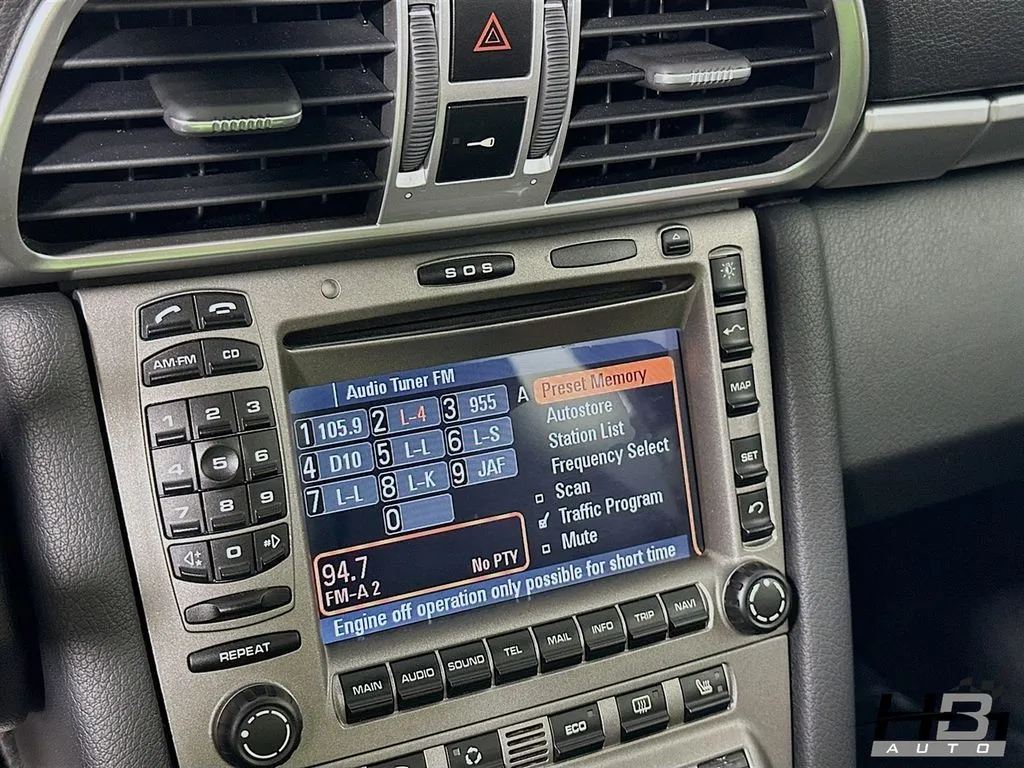 SOS
AM·FM CD
1 2 3
4 5 6
7 8 9
0
REPEAT
Audio Tuner FM
1 105.9 2 L-4 3 955 A
4 D10 5 L-L 6 L-S
7 L-L 8 L-K 9 JAF
0
Preset Memory
Autostore
Station List
Frequency Select
Scan
Traffic Program
Mute
94.7 No PTY
FM-A 2
Engine off operation only possible for short time
MAP
SET
MAIN AUDIO SOUND TEL MAIL INFO TRIP NAVI
ECO
HB
AUTO